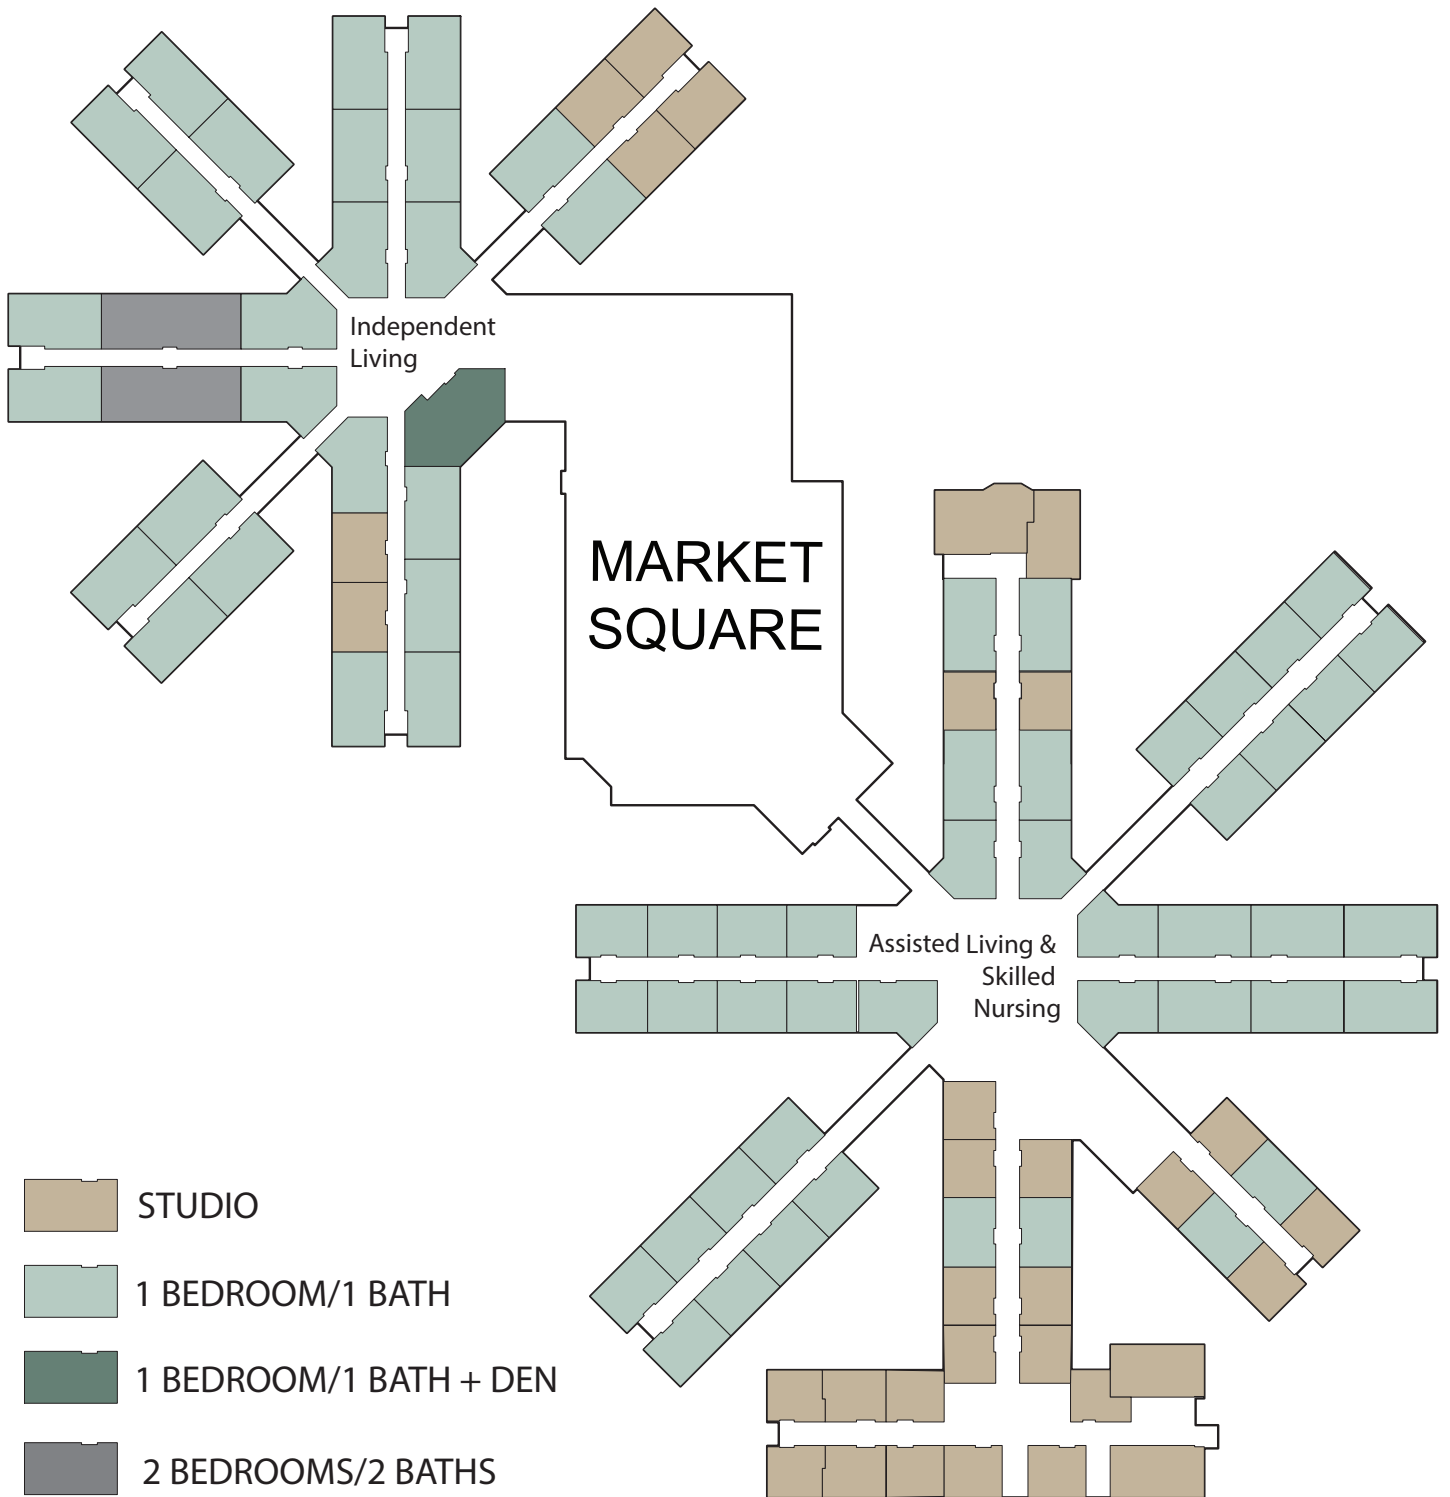 Independent
Living
MARKET
SQUARE
Assisted Living &
Skilled
Nursing
STUDIO
1 BEDROOM/1 BATH
1 BEDROOM/1 BATH + DEN
2 BEDROOMS/2 BATHS